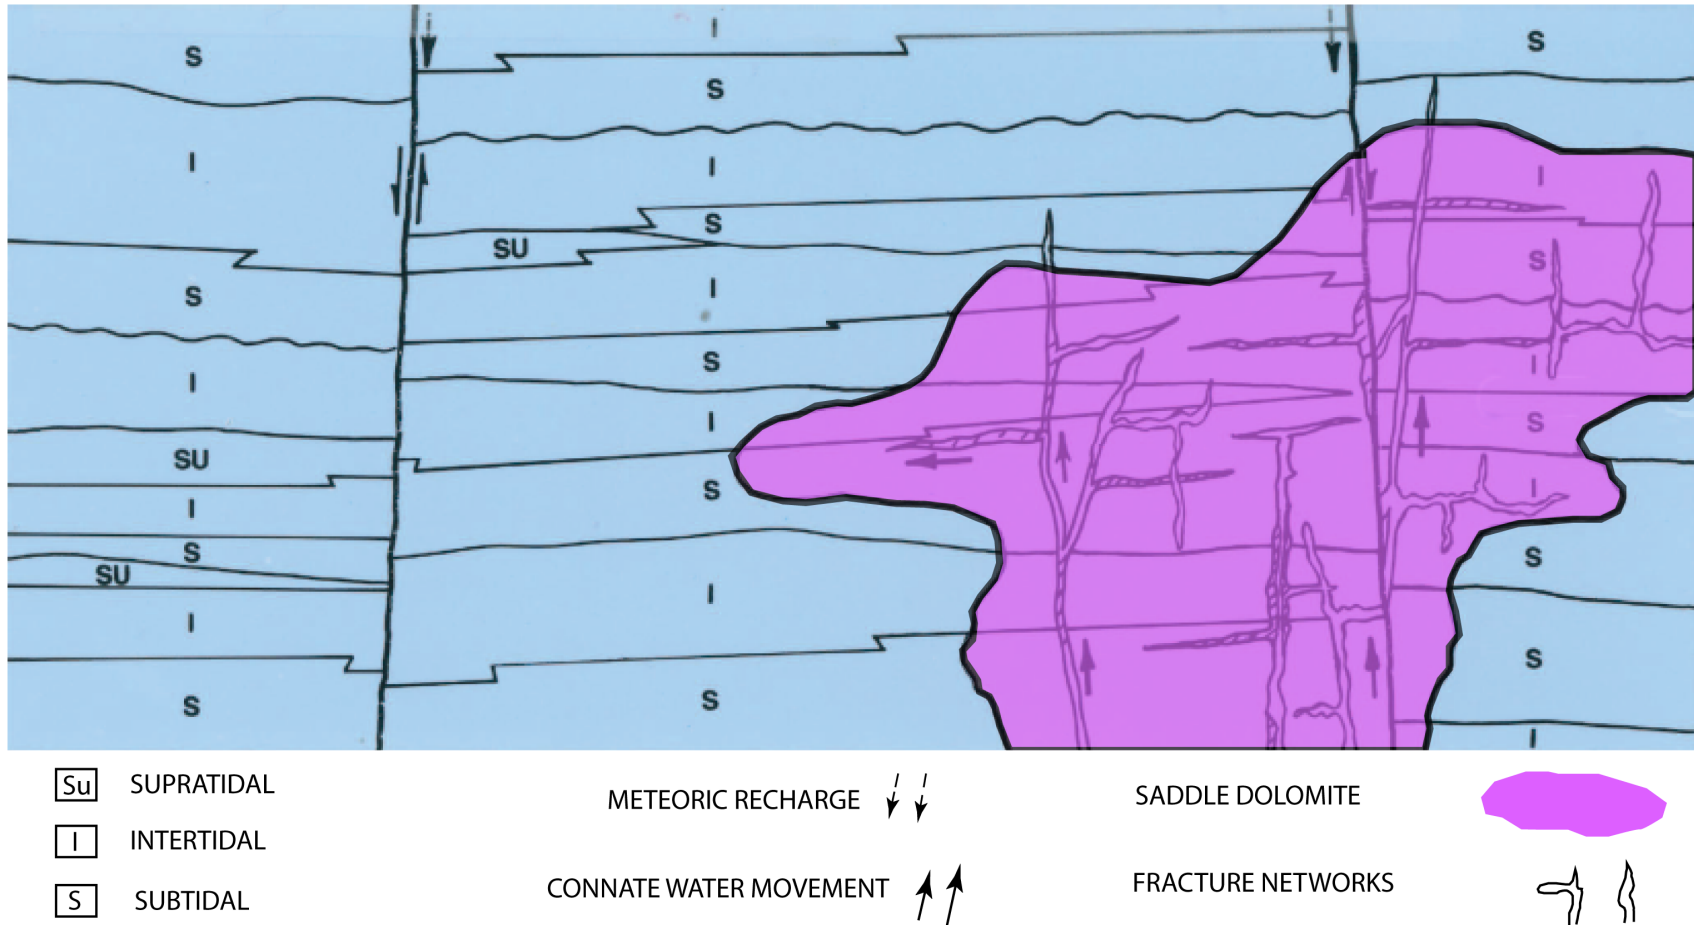 I
S
S
S
I
I
I
S
S
SU
S
S
I
I
S
S
I
I
SU
S
S
I
I
S
SU
S
I
I
S
S
S
I
Su SUPRATIDAL
I INTERTIDAL
S SUBTIDAL
METEORIC RECHARGE
CONNATE WATER MOVEMENT
SADDLE DOLOMITE
FRACTURE NETWORKS